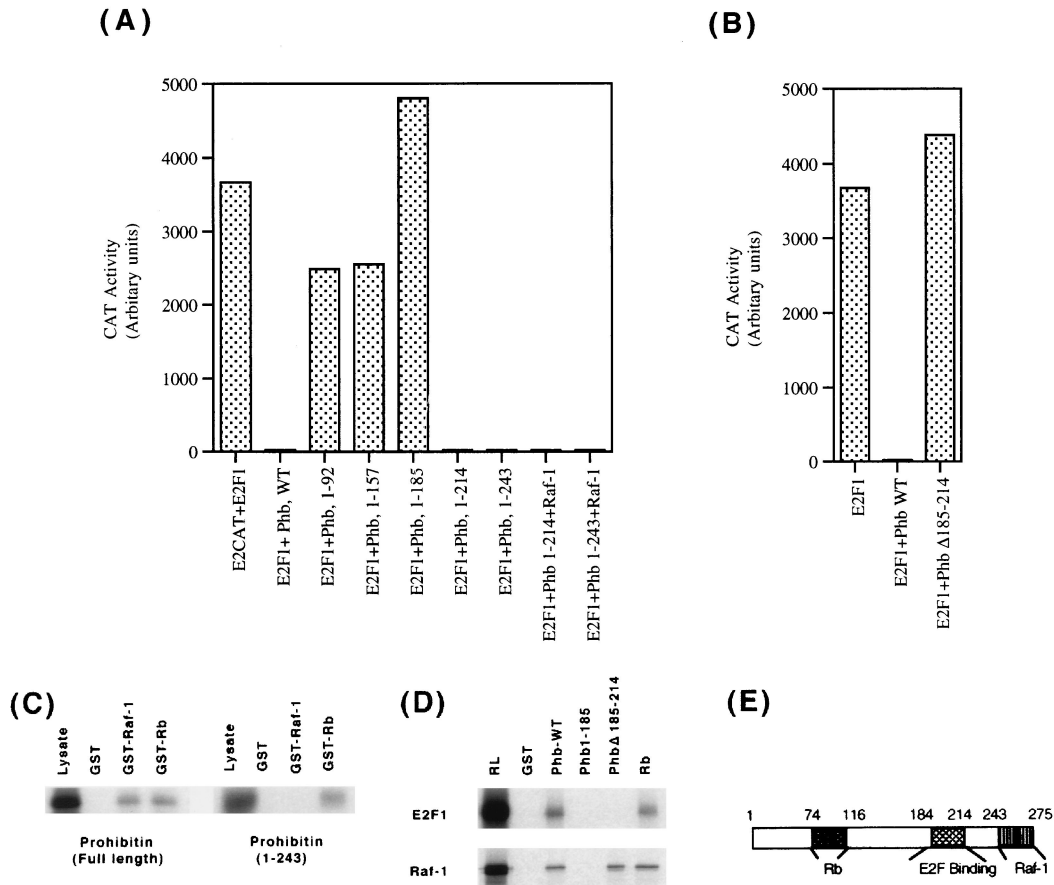 (A)
5000
4000
3000
2000
1000
0
CAT Activity
(Arbitary units)
E2CAT+E2F1
E2F1+ Phb, WT
E2F1+Phb, 1-92
E2F1+Phb, 1-157
E2F1+Phb, 1-185
E2F1+Phb, 1-214
E2F1+Phb, 1-243
E2F1+Phb 1-214+Raf-1
E2F1+Phb 1-243+Raf-1
(B)
5000
4000
3000
2000
1000
0
CAT Activity
(Arbitary units)
E2F1
E2F1+Phb WT
E2F1+Phb Δ185-214
(C)
Lysate
GST
GST-Raf-1
GST-Rb
Lysate
GST
GST-Raf-1
GST-Rb
Prohibitin
(Full length)
Prohibitin
(1-243)
(D)
RL
GST
Phb-WT
Phb1-185
PhbΔ185-214
Rb
E2F1
Raf-1
(E)
1 74 116 184 214 243 275
Rb E2F Binding Raf-1